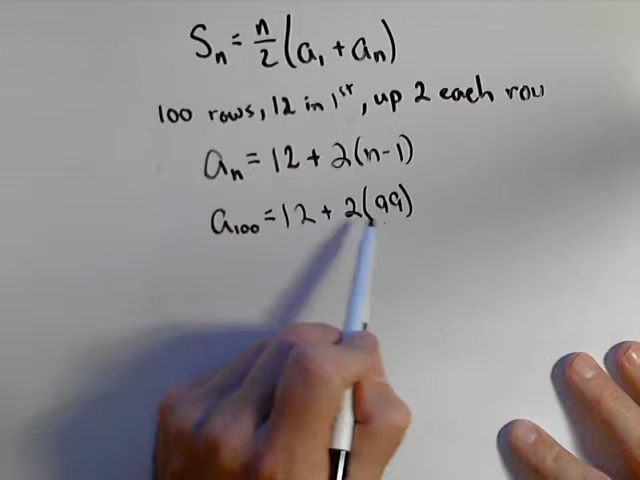 Sₙ = n/2 (a₁ + aₙ)
100 rows, 12 in 1ˢᵗ, up 2 each row
aₙ = 12 + 2(n-1)
a₁₀₀ = 12 + 2(99)